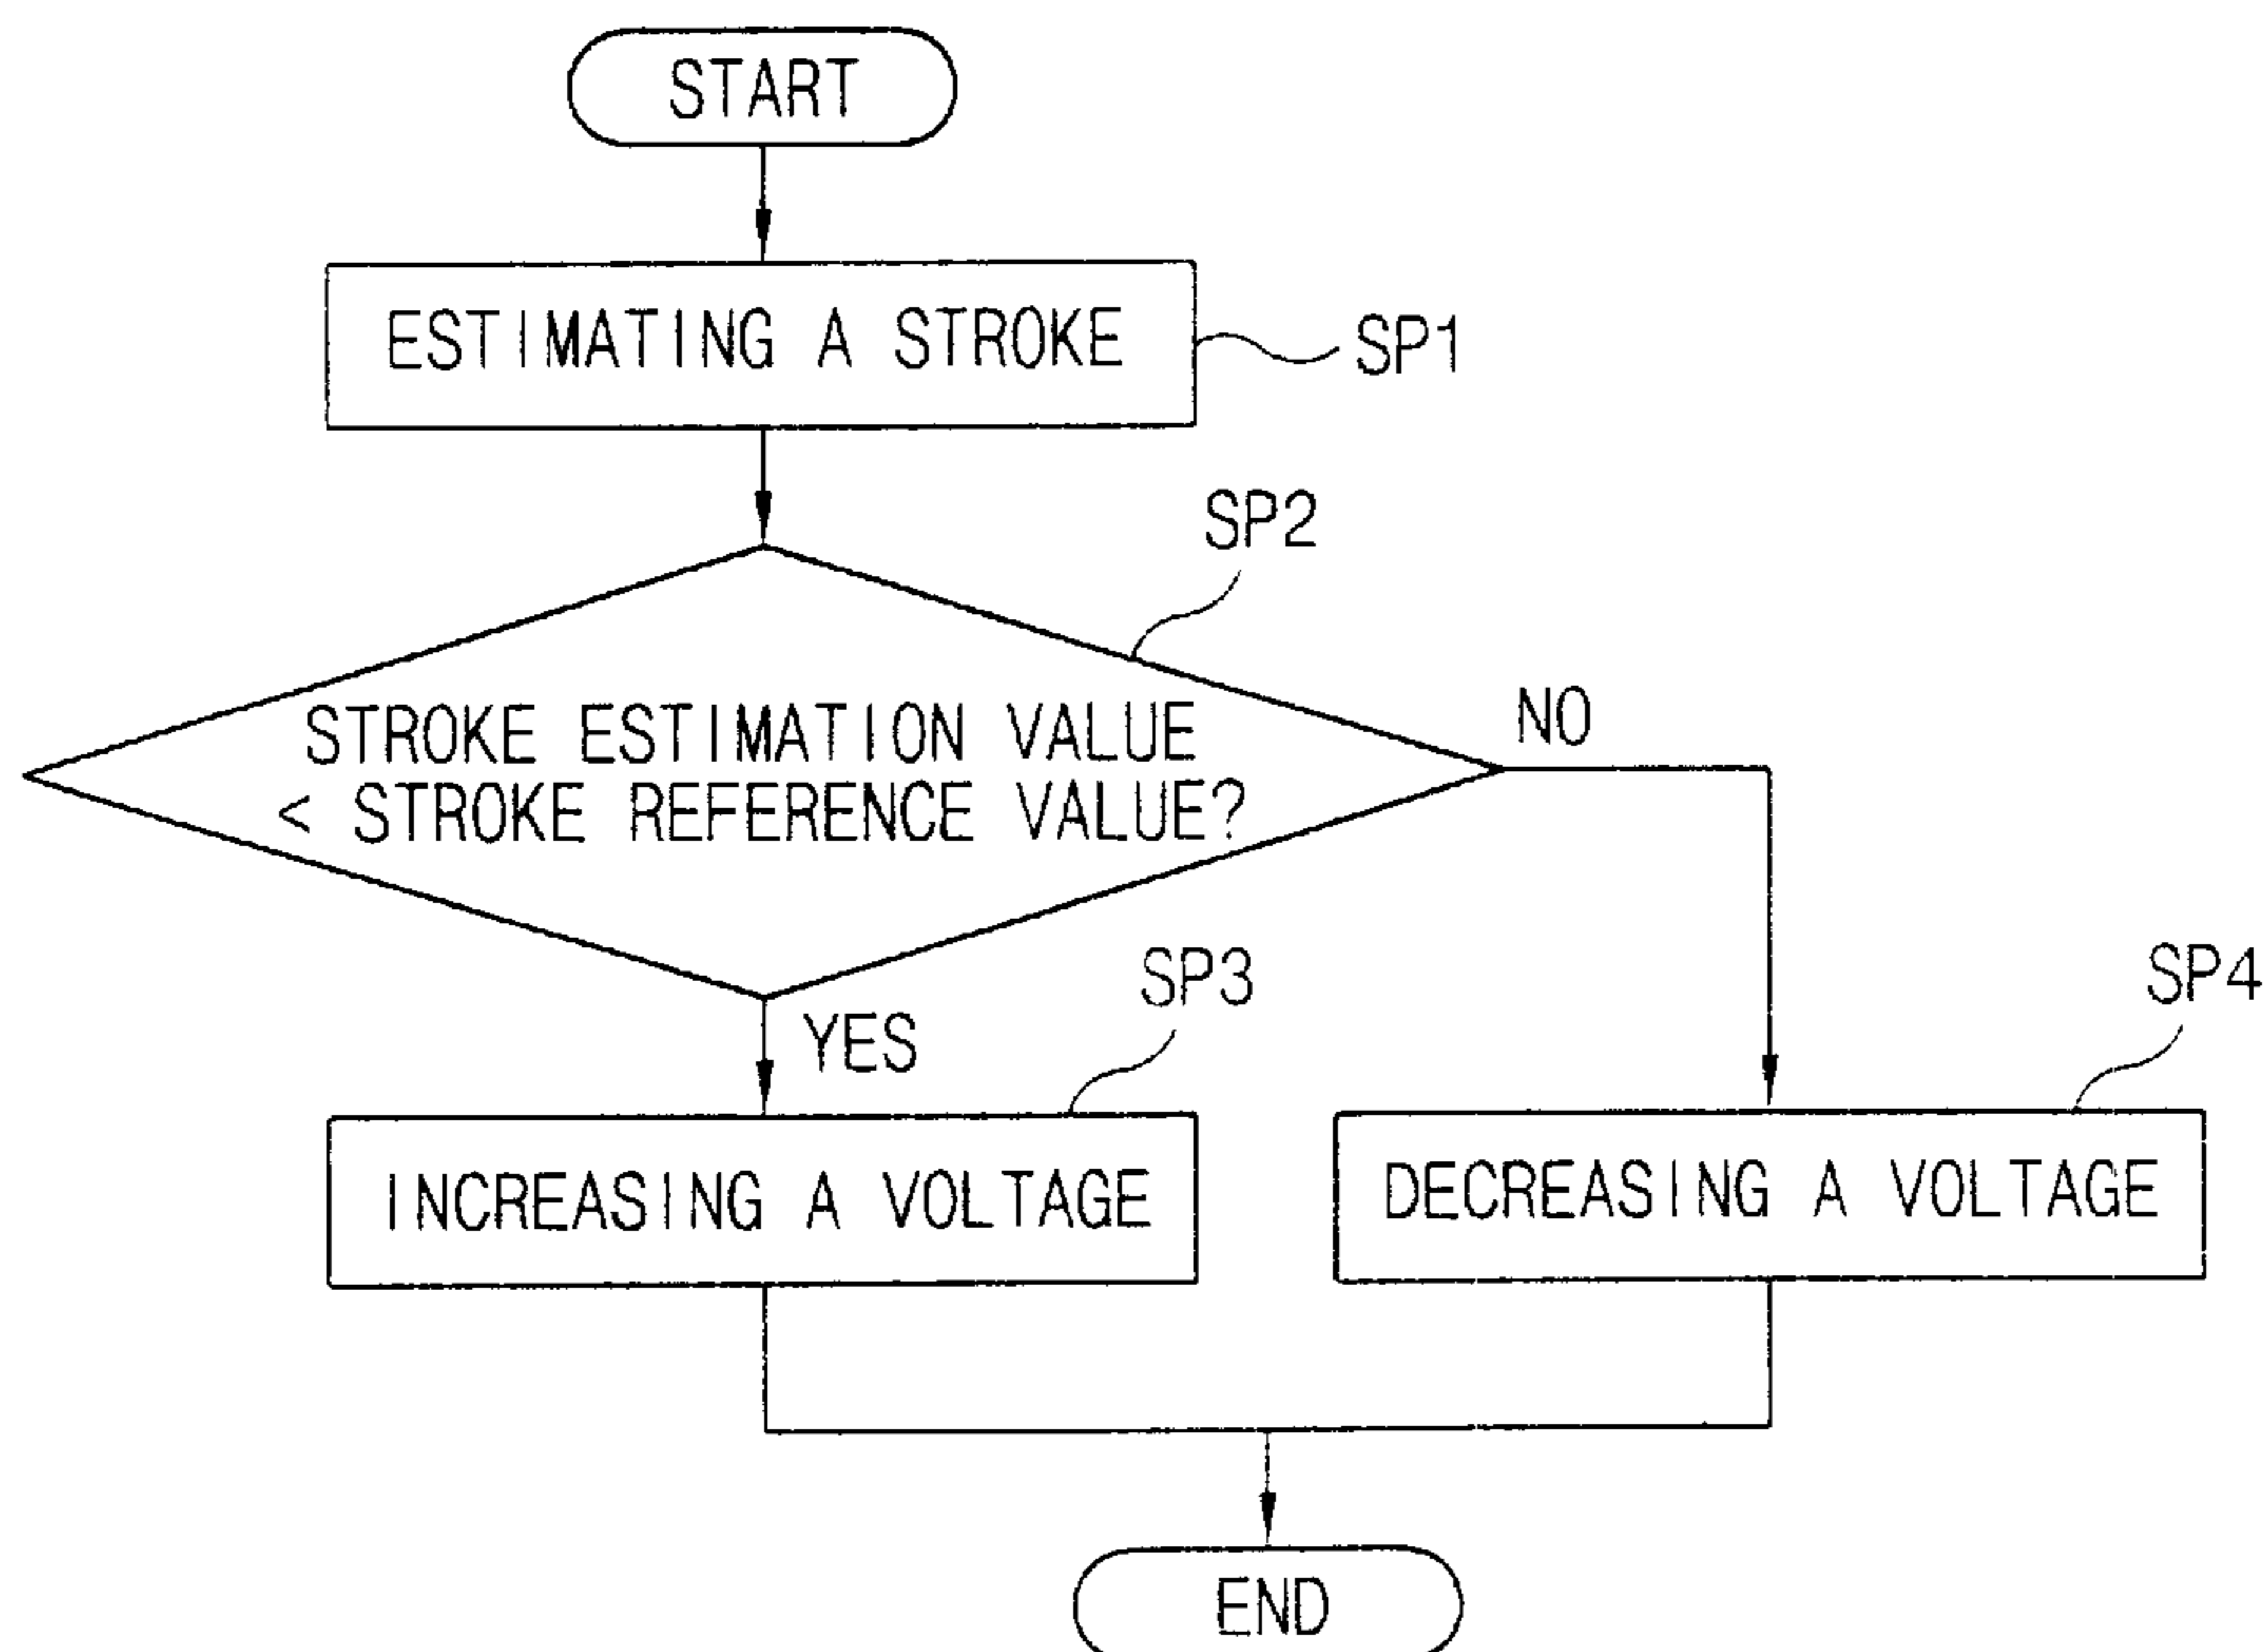 START
ESTIMATING A STROKE
SP1
SP2
STROKE ESTIMATION VALUE
< STROKE REFERENCE VALUE?
NO
YES
SP3
SP4
INCREASING A VOLTAGE
DECREASING A VOLTAGE
END